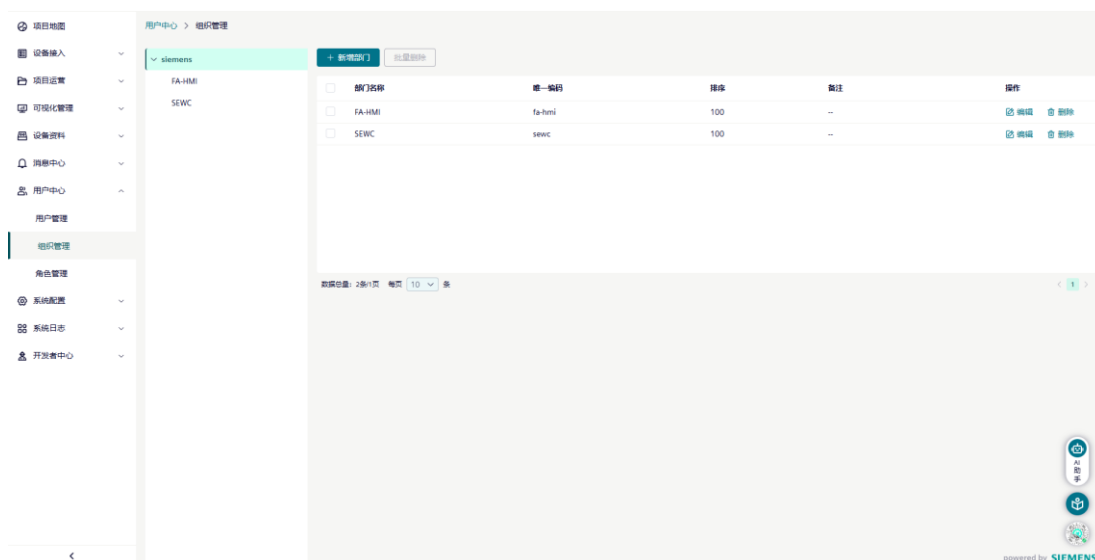 项目地图
设备接入
项目运营
可视化管理
设备资料
消息中心
用户中心
用户管理
组织管理
角色管理
系统配置
系统日志
开发者中心
用户中心 > 组织管理
siemens
FA-HMI
SEWC
+ 新增部门 批量删除
部门名称 唯一编码 排序 备注 操作
FA-HMI fa-hmi 100 -- 编辑 删除
SEWC sewc 100 -- 编辑 删除
数据总量: 2条/1页 每页 10 条
< 1 >
AI
助
手
powered by SIEMENS